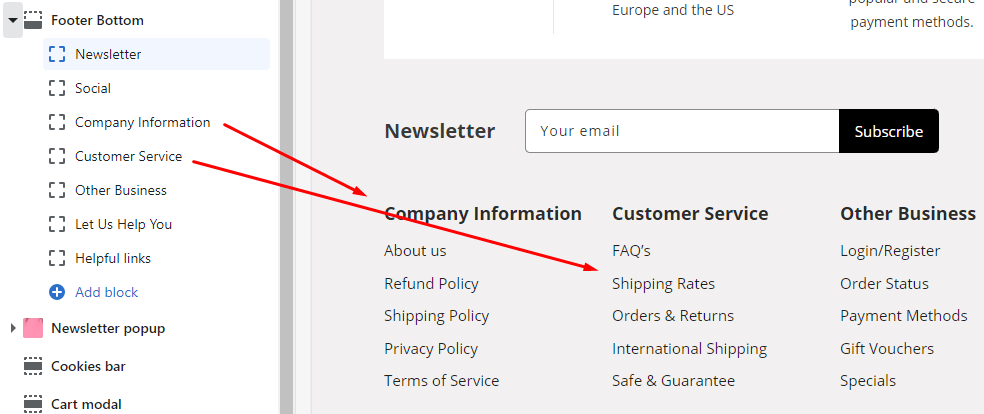 Footer Bottom
Newsletter
Social
Company Information
Customer Service
Other Business
Let Us Help You
Helpful links
Add block
Newsletter popup
Cookies bar
Cart modal
Europe and the US
popular and secure
payment methods.
Newsletter
Your email
Subscribe
Company Information
About us
Refund Policy
Shipping Policy
Privacy Policy
Terms of Service
Customer Service
FAQ’s
Shipping Rates
Orders & Returns
International Shipping
Safe & Guarantee
Other Business
Login/Register
Order Status
Payment Methods
Gift Vouchers
Specials